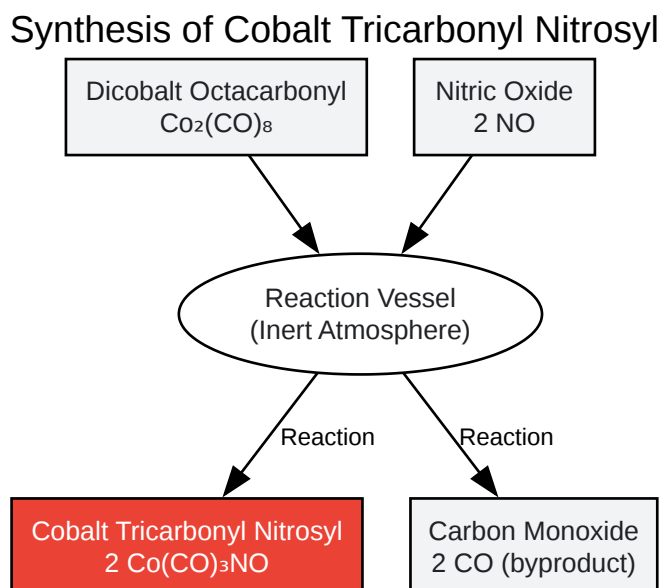 Synthesis of Cobalt Tricarbonyl Nitrosyl
Dicobalt Octacarbonyl
Co₂(CO)₈
Nitric Oxide
2 NO
Reaction Vessel
(Inert Atmosphere)
Reaction
Reaction
Cobalt Tricarbonyl Nitrosyl
2 Co(CO)₃NO
Carbon Monoxide
2 CO (byproduct)